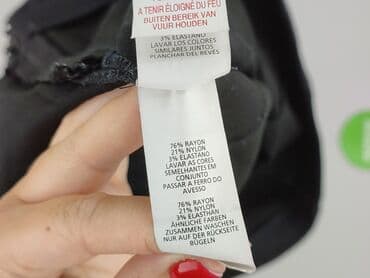 A TENIR ÉLOIGNÉ DU FEU
BUITEN BEREIK VAN
VUUR HOUDEN
3% ELASTANO
LAVAR LOS COLORES
SIMILARES JUNTOS
PLANCHAR DEL REVÉS
76% RAYON
21% NYLON
3% ELASTANO
LAVAR AS CORES
SEMELHANTES EM
CONJUNTO
PASSAR A FERRO DO
AVESSO
76% RAYON
21% NYLON
3% ELASTHAN
ÄHNLICHE FARBEN
ZUSAMMEN WASCHEN
NUR AUF DER RÜCKSEITE
BÜGELN